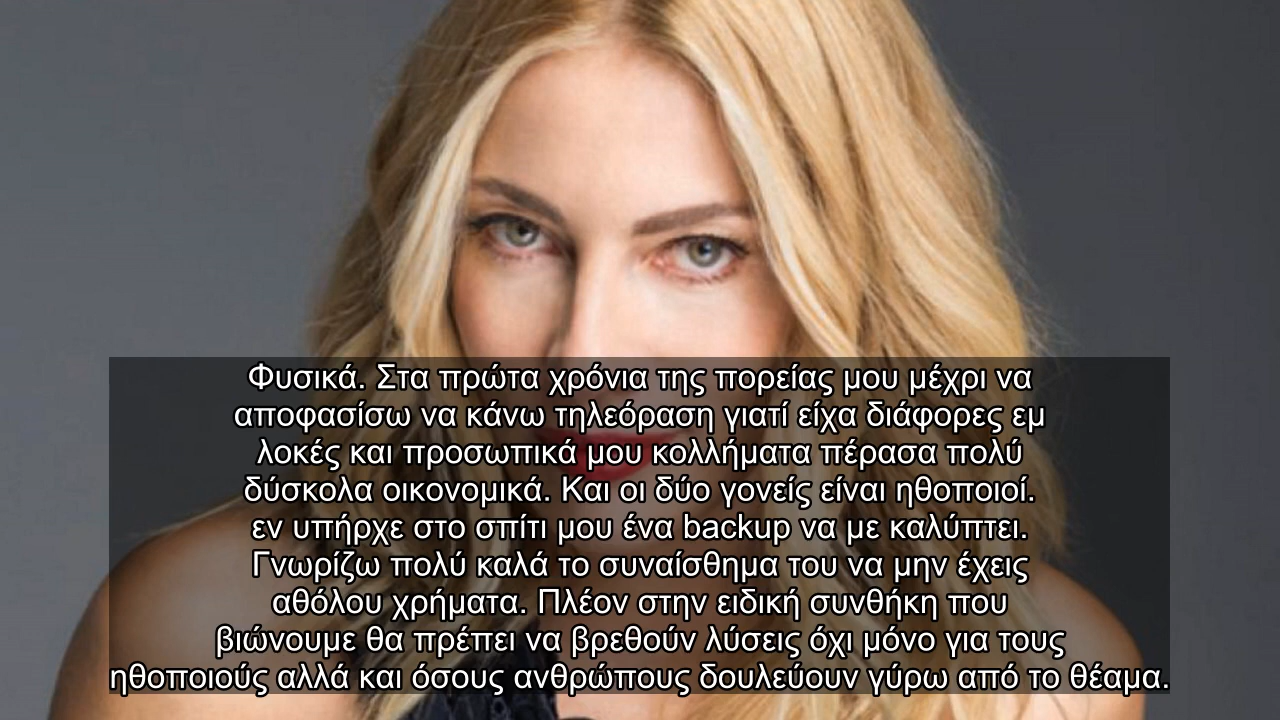 Φυσικά. Στα πρώτα χρόνια της πορείας μου μέχρι να
αποφασίσω να κάνω τηλεόραση γιατί είχα διάφορες εμ
λοκές και προσωπικά μου κολλήματα πέρασα πολύ
δύσκολα οικονομικά. Και οι δύο γονείς είναι ηθοποιοί.
εν υπήρχε στο σπίτι μου ένα backup να με καλύπτει.
Γνωρίζω πολύ καλά το συναίσθημα του να μην έχεις
αθόλου χρήματα. Πλέον στην ειδική συνθήκη που
βιώνουμε θα πρέπει να βρεθούν λύσεις όχι μόνο για τους
ηθοποιούς αλλά και όσους ανθρώπους δουλεύουν γύρω από το θέαμα.